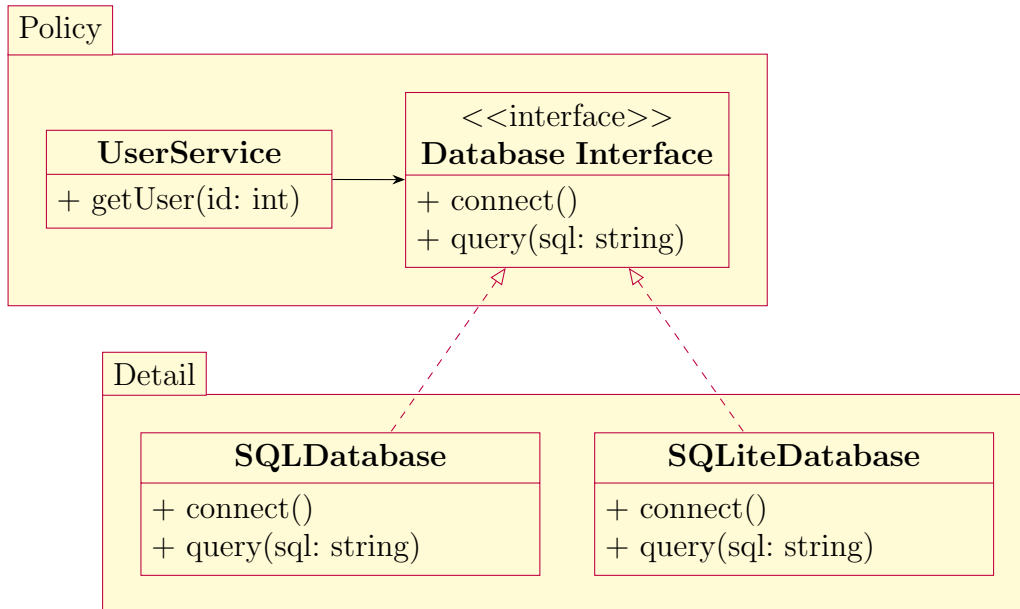 Policy
UserService
+ getUser(id: int)
<<interface>>
Database Interface
+ connect()
+ query(sql: string)
Detail
SQLDatabase
+ connect()
+ query(sql: string)
SQLiteDatabase
+ connect()
+ query(sql: string)